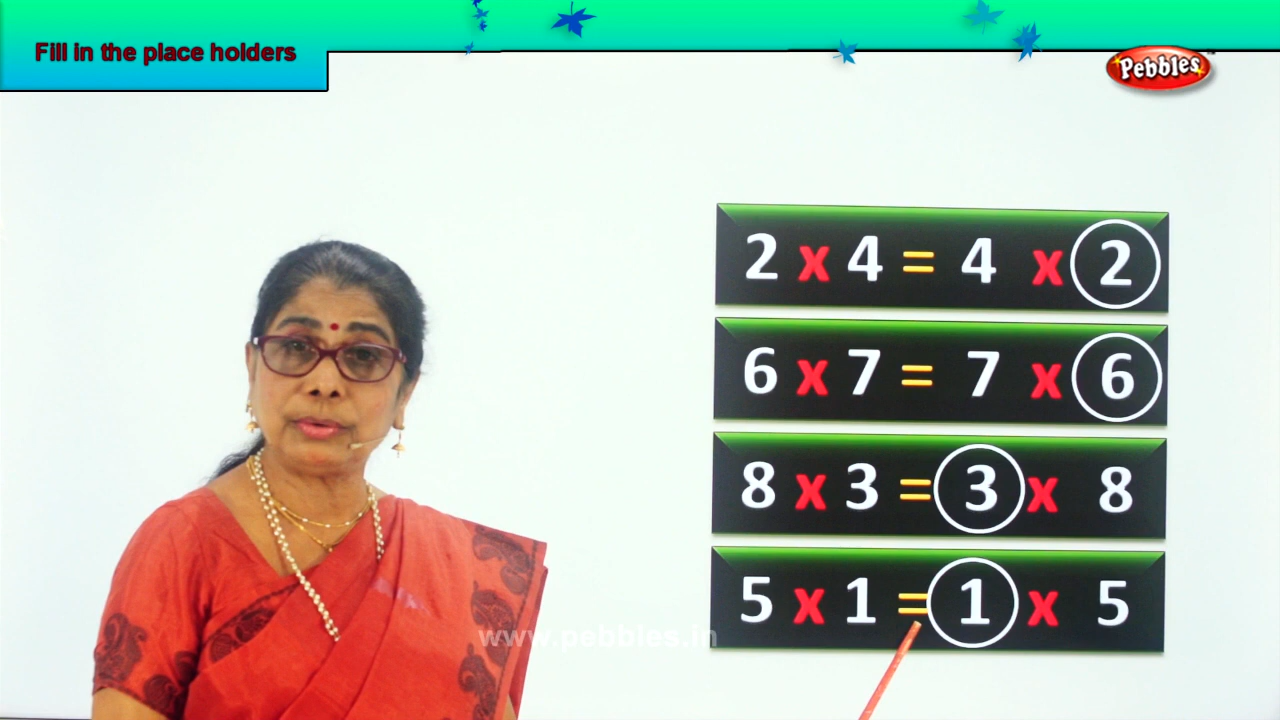 Fill in the place holders
Pebbles
2 x 4 = 4 x 2
6 x 7 = 7 x 6
8 x 3 = 3 x 8
5 x 1 = 1 x 5
www.pebbles.in